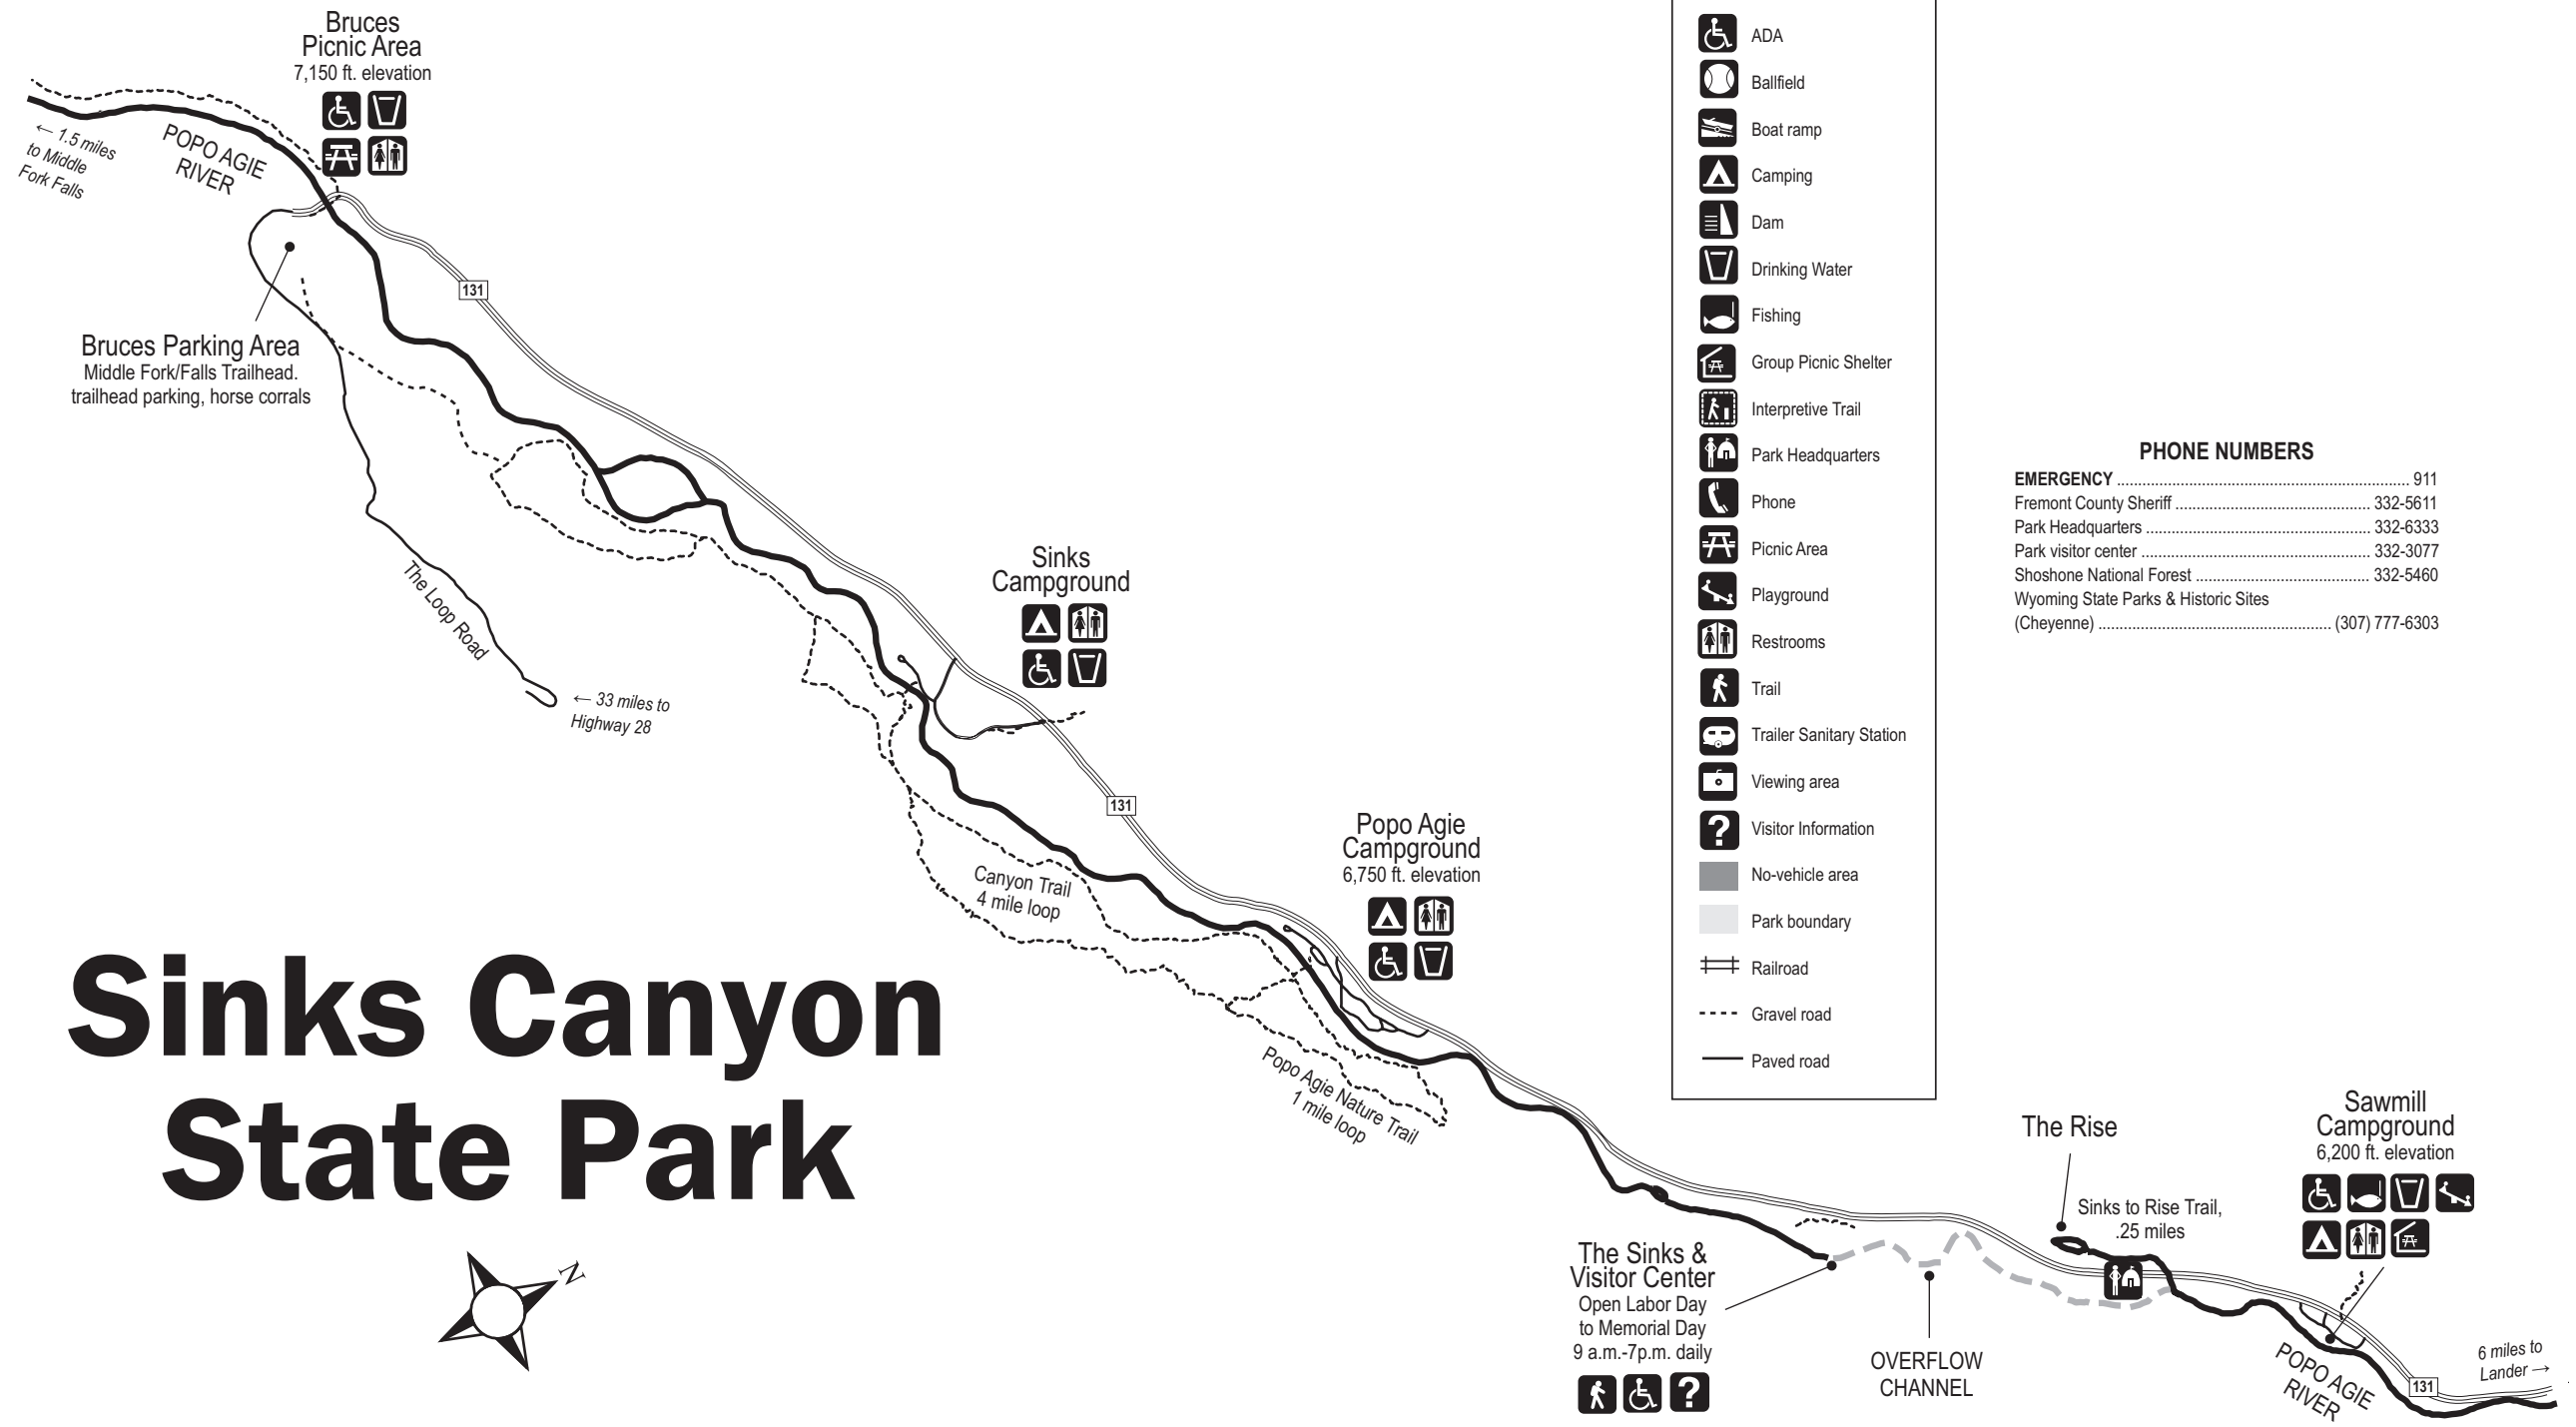 Bruces
Picnic Area
7,150 ft. elevation
← 1.5 miles
to Middle
Fork Falls
POPO AGIE
RIVER
131
Bruces Parking Area
Middle Fork/Falls Trailhead.
trailhead parking, horse corrals
The Loop Road
← 33 miles to
Highway 28
Sinks
Campground
131
Canyon Trail
4 mile loop
Popo Agie
Campground
6,750 ft. elevation
Popo Agie Nature Trail
1 mile loop
Sinks Canyon
State Park
N
The Sinks &
Visitor Center
Open Labor Day
to Memorial Day
9 a.m.-7p.m. daily
?
OVERFLOW
CHANNEL
The Rise
Sinks to Rise Trail,
.25 miles
Sawmill
Campground
6,200 ft. elevation
POPO AGIE
RIVER
131
6 miles to
Lander →
ADA
Ballfield
Boat ramp
Camping
Dam
Drinking Water
Fishing
Group Picnic Shelter
Interpretive Trail
Park Headquarters
Phone
Picnic Area
Playground
Restrooms
Trail
Trailer Sanitary Station
Viewing area
? Visitor Information
No-vehicle area
Park boundary
Railroad
Gravel road
Paved road
PHONE NUMBERS
EMERGENCY ...................................................................... 911
Fremont County Sheriff .............................................. 332-5611
Park Headquarters ..................................................... 332-6333
Park visitor center ...................................................... 332-3077
Shoshone National Forest ......................................... 332-5460
Wyoming State Parks & Historic Sites
(Cheyenne) ....................................................... (307) 777-6303